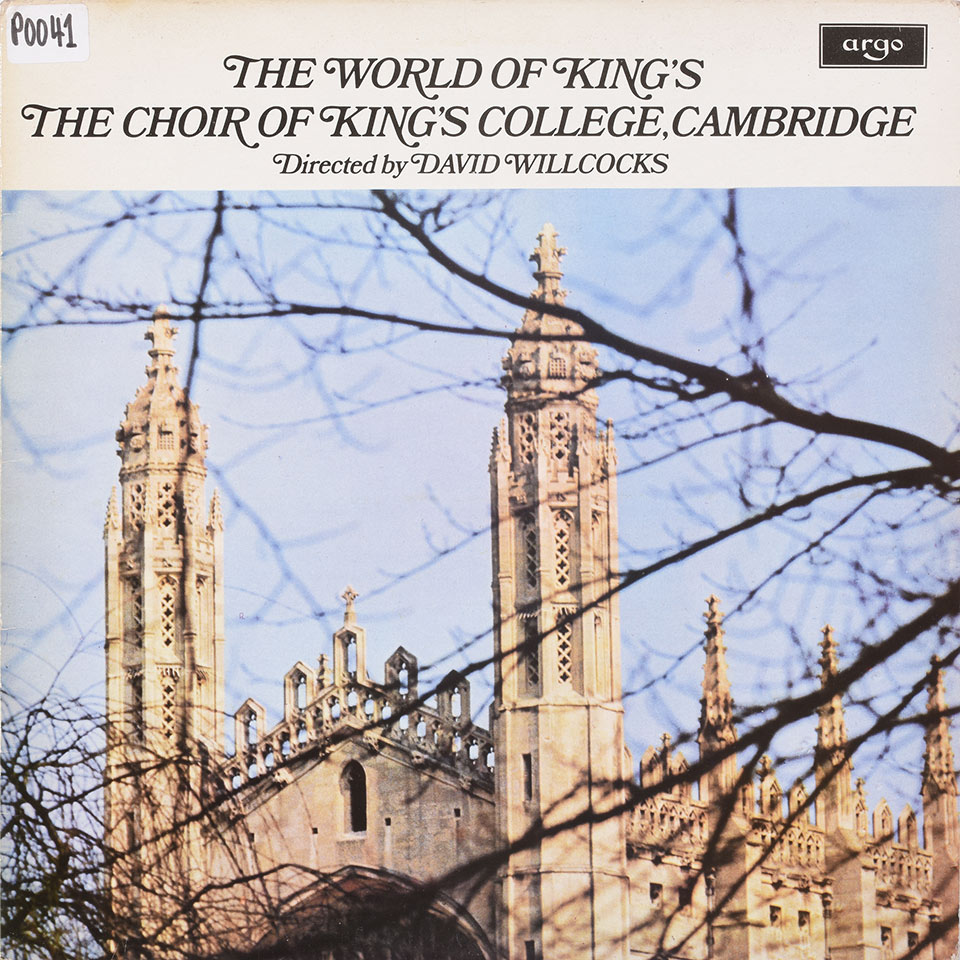 P0041
argo
THE WORLD OF KING'S
THE CHOIR OF KING'S COLLEGE, CAMBRIDGE
Directed by DAVID WILLCOCKS